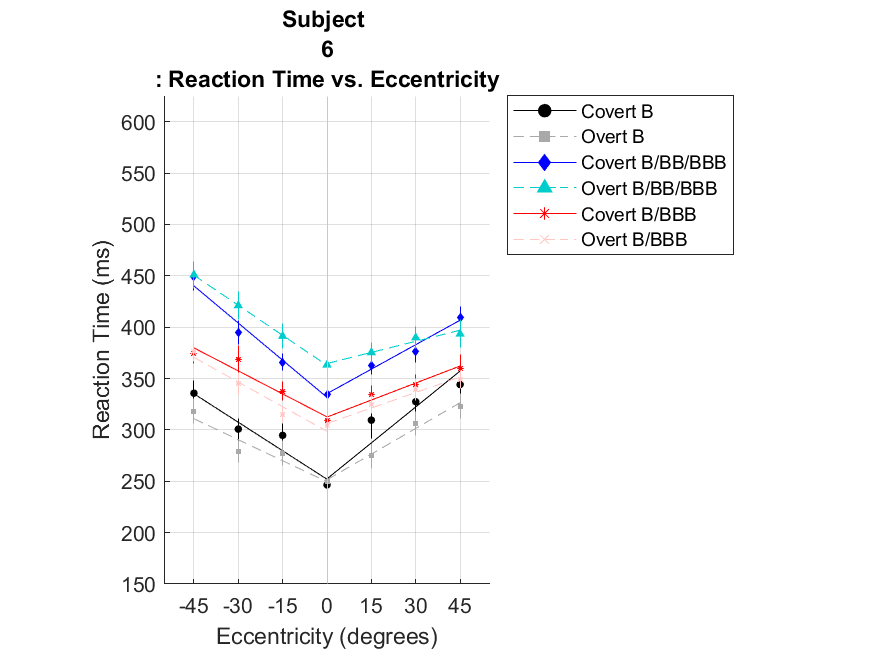 Subject
6
: Reaction Time vs. Eccentricity
Covert B
Overt B
Covert B/BB/BBB
Overt B/BB/BBB
Covert B/BBB
Overt B/BBB
Reaction Time (ms)
600
550
500
450
400
350
300
250
200
150
-45 -30 -15 0 15 30 45
Eccentricity (degrees)